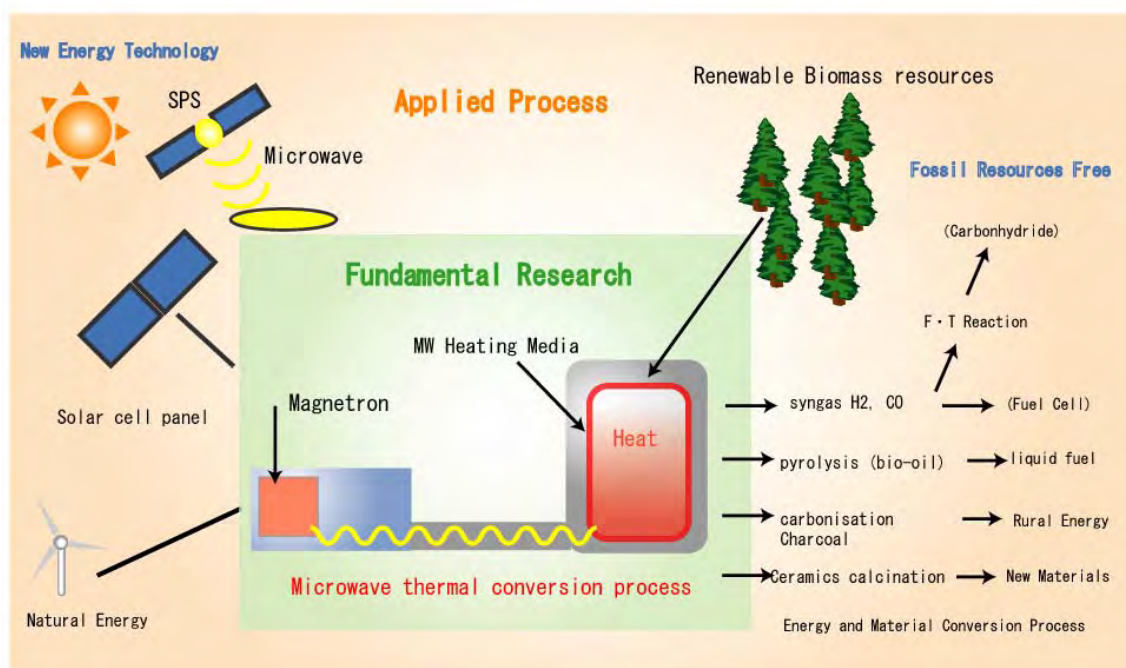 New Energy Technology
SPS
Microwave
Applied Process
Renewable Biomass resources
Fossil Resources Free
(Carbonhydride)
F・T Reaction
Fundamental Research
MW Heating Media
Magnetron
Heat
Solar cell panel
syngas H2, CO
(Fuel Cell)
pyrolysis (bio-oil)
liquid fuel
carbonisation
Charcoal
Rural Energy
Ceramics calcination
New Materials
Microwave thermal conversion process
Natural Energy
Energy and Material Conversion Process